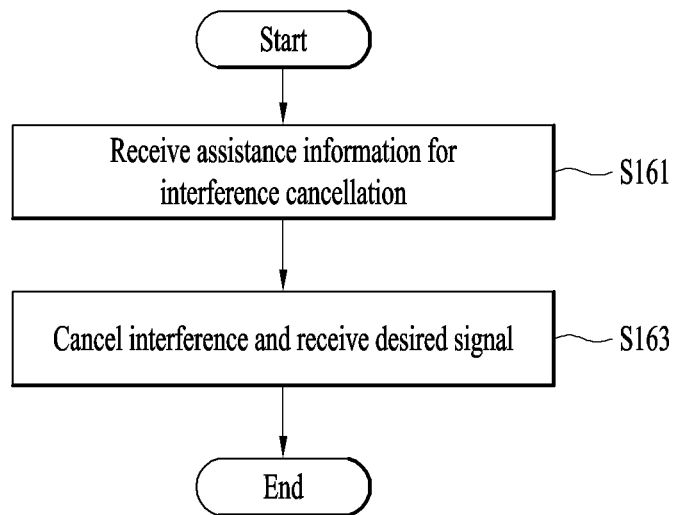 Start
Receive assistance information for
interference cancellation
S161
Cancel interference and receive desired signal
S163
End